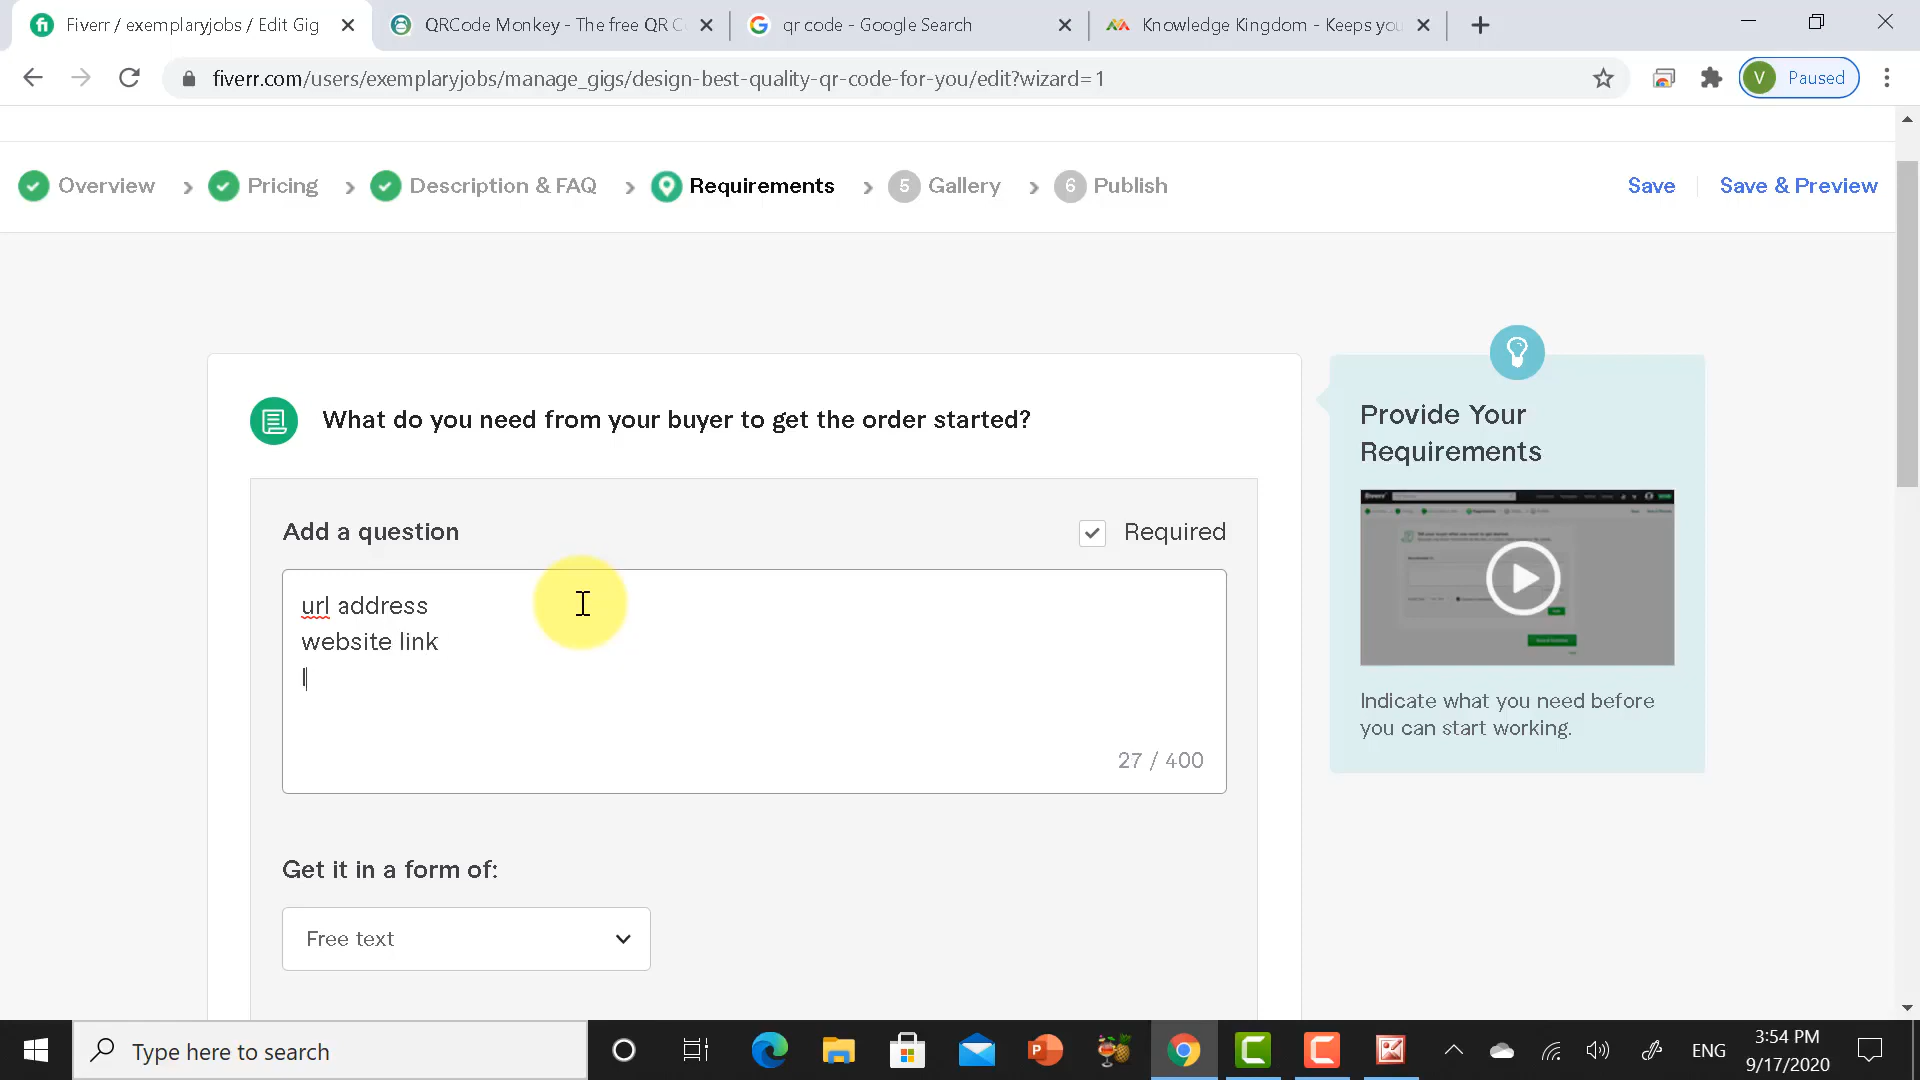 Fiverr / exemplaryjobs / Edit Gig
QRCode Monkey - The free QR C
qr code - Google Search
Knowledge Kingdom - Keeps you
fiverr.com/users/exemplaryjobs/manage_gigs/design-best-quality-qr-code-for-you/edit?wizard=1
V Paused
Overview
Pricing
Description & FAQ
Requirements
5 Gallery
6 Publish
Save
Save & Preview
What do you need from your buyer to get the order started?
Provide Your
Requirements
Add a question
Required
url address
website link
l
27 / 400
Indicate what you need before
you can start working.
Get it in a form of:
Free text
Type here to search
ENG
3:54 PM
9/17/2020